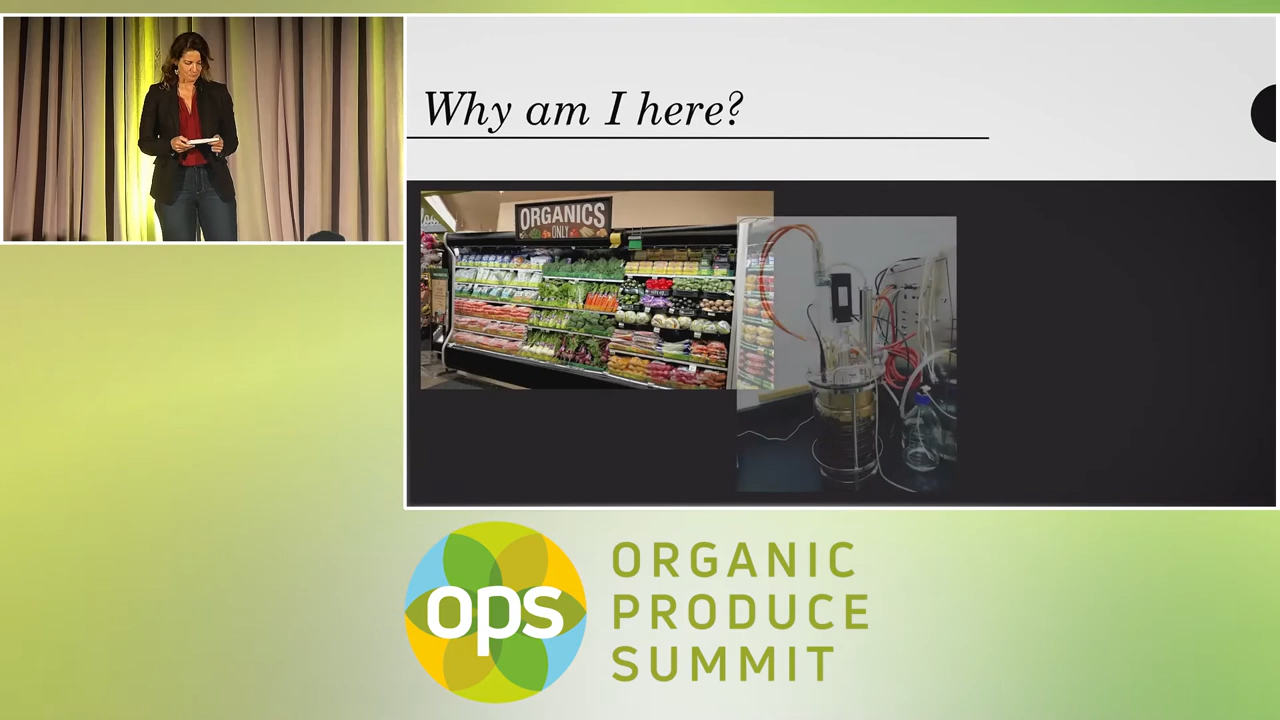 Why am I here?
ORGANICS
ONLY
ops
ORGANIC
PRODUCE
SUMMIT